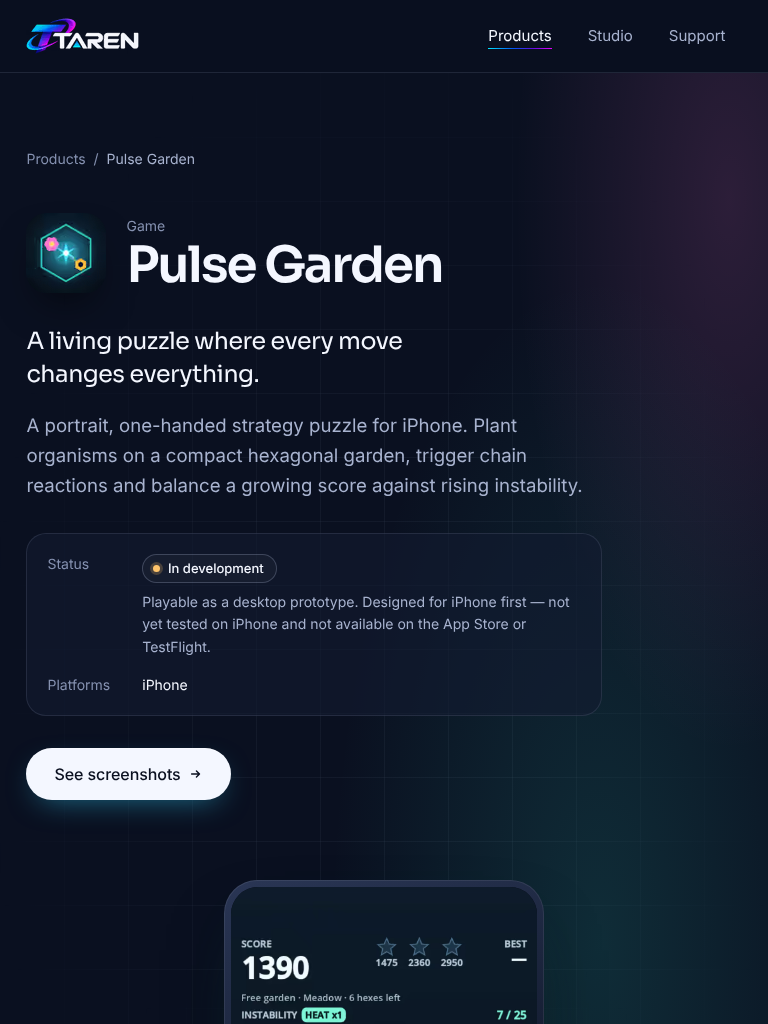 TAREN
Products
Studio
Support
Products / Pulse Garden
Game
Pulse Garden
A living puzzle where every move
changes everything.
A portrait, one-handed strategy puzzle for iPhone. Plant
organisms on a compact hexagonal garden, trigger chain
reactions and balance a growing score against rising instability.
Status
In development
Playable as a desktop prototype. Designed for iPhone first — not
yet tested on iPhone and not available on the App Store or
TestFlight.
Platforms
iPhone
See screenshots →
SCORE
1390
1475 2360 2950
BEST
—
Free garden · Meadow · 6 hexes left
INSTABILITY HEAT x1 7 / 25